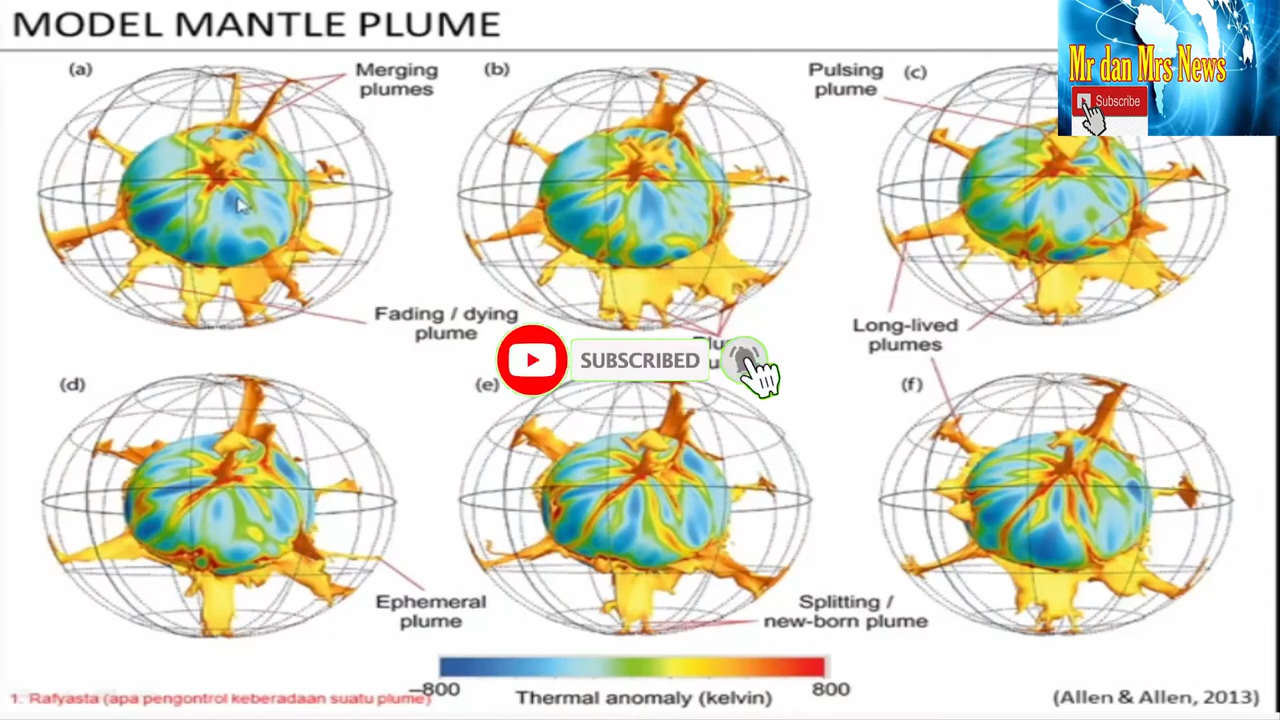 MODEL MANTLE PLUME
Mr dan Mrs News
Subscribe
(a)
Merging
plumes
(b)
Pulsing
plume
(c)
Fading / dying
plume
Long-lived
plumes
SUBSCRIBED
(d)
(e)
(f)
Ephemeral
plume
Splitting /
new-born plume
–800
Thermal anomaly (kelvin)
800
1. Rafyasta (apa pengontrol keberadaan suatu plume)
(Allen & Allen, 2013)